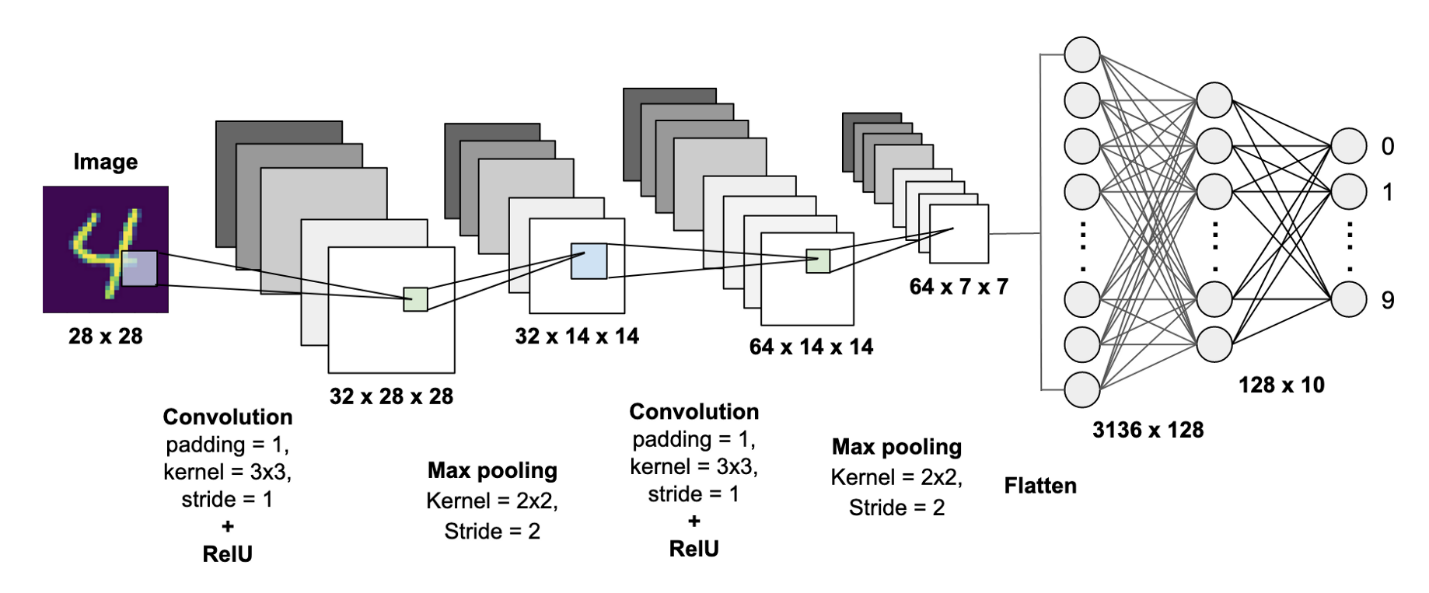 Image
28 x 28
32 x 28 x 28
Convolution
padding = 1,
kernel = 3x3,
stride = 1
+
RelU
32 x 14 x 14
Max pooling
Kernel = 2x2,
Stride = 2
64 x 14 x 14
Convolution
padding = 1,
kernel = 3x3,
stride = 1
+
RelU
64 x 7 x 7
Max pooling
Kernel = 2x2,
Stride = 2
Flatten
3136 x 128
128 x 10
0
1
9